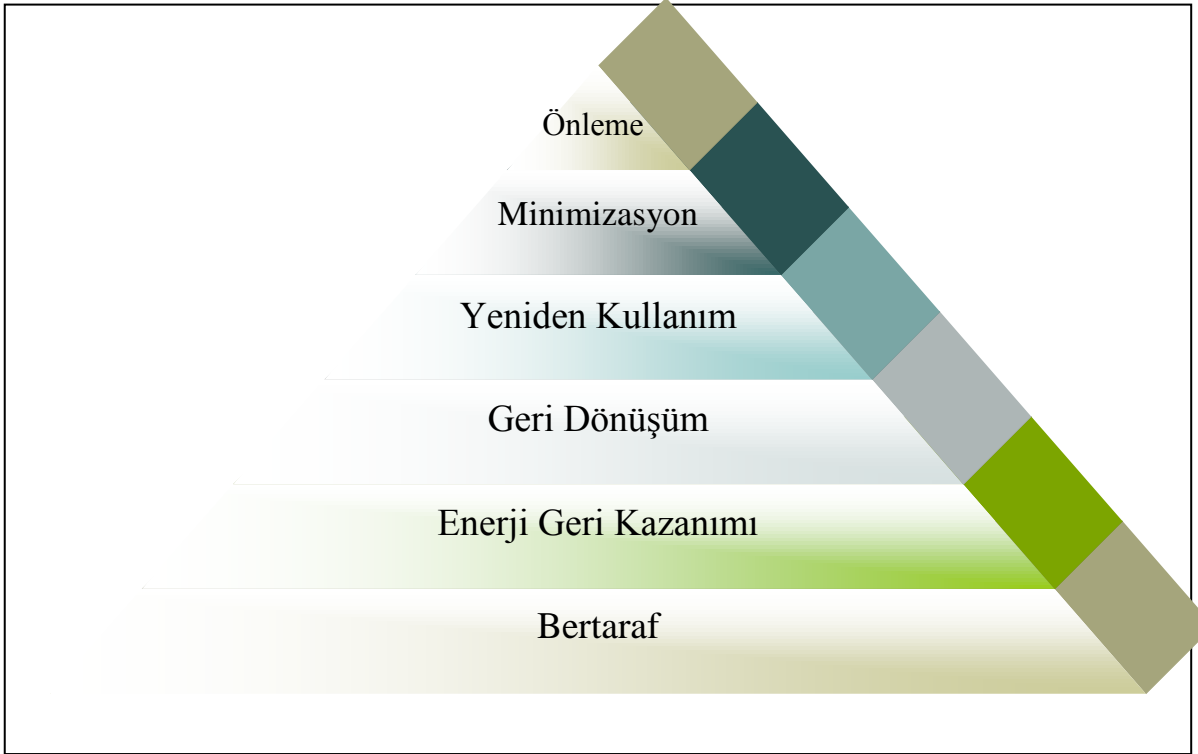 Önleme
Minimizasyon
Yeniden Kullanım
Geri Dönüşüm
Enerji Geri Kazanımı
Bertaraf